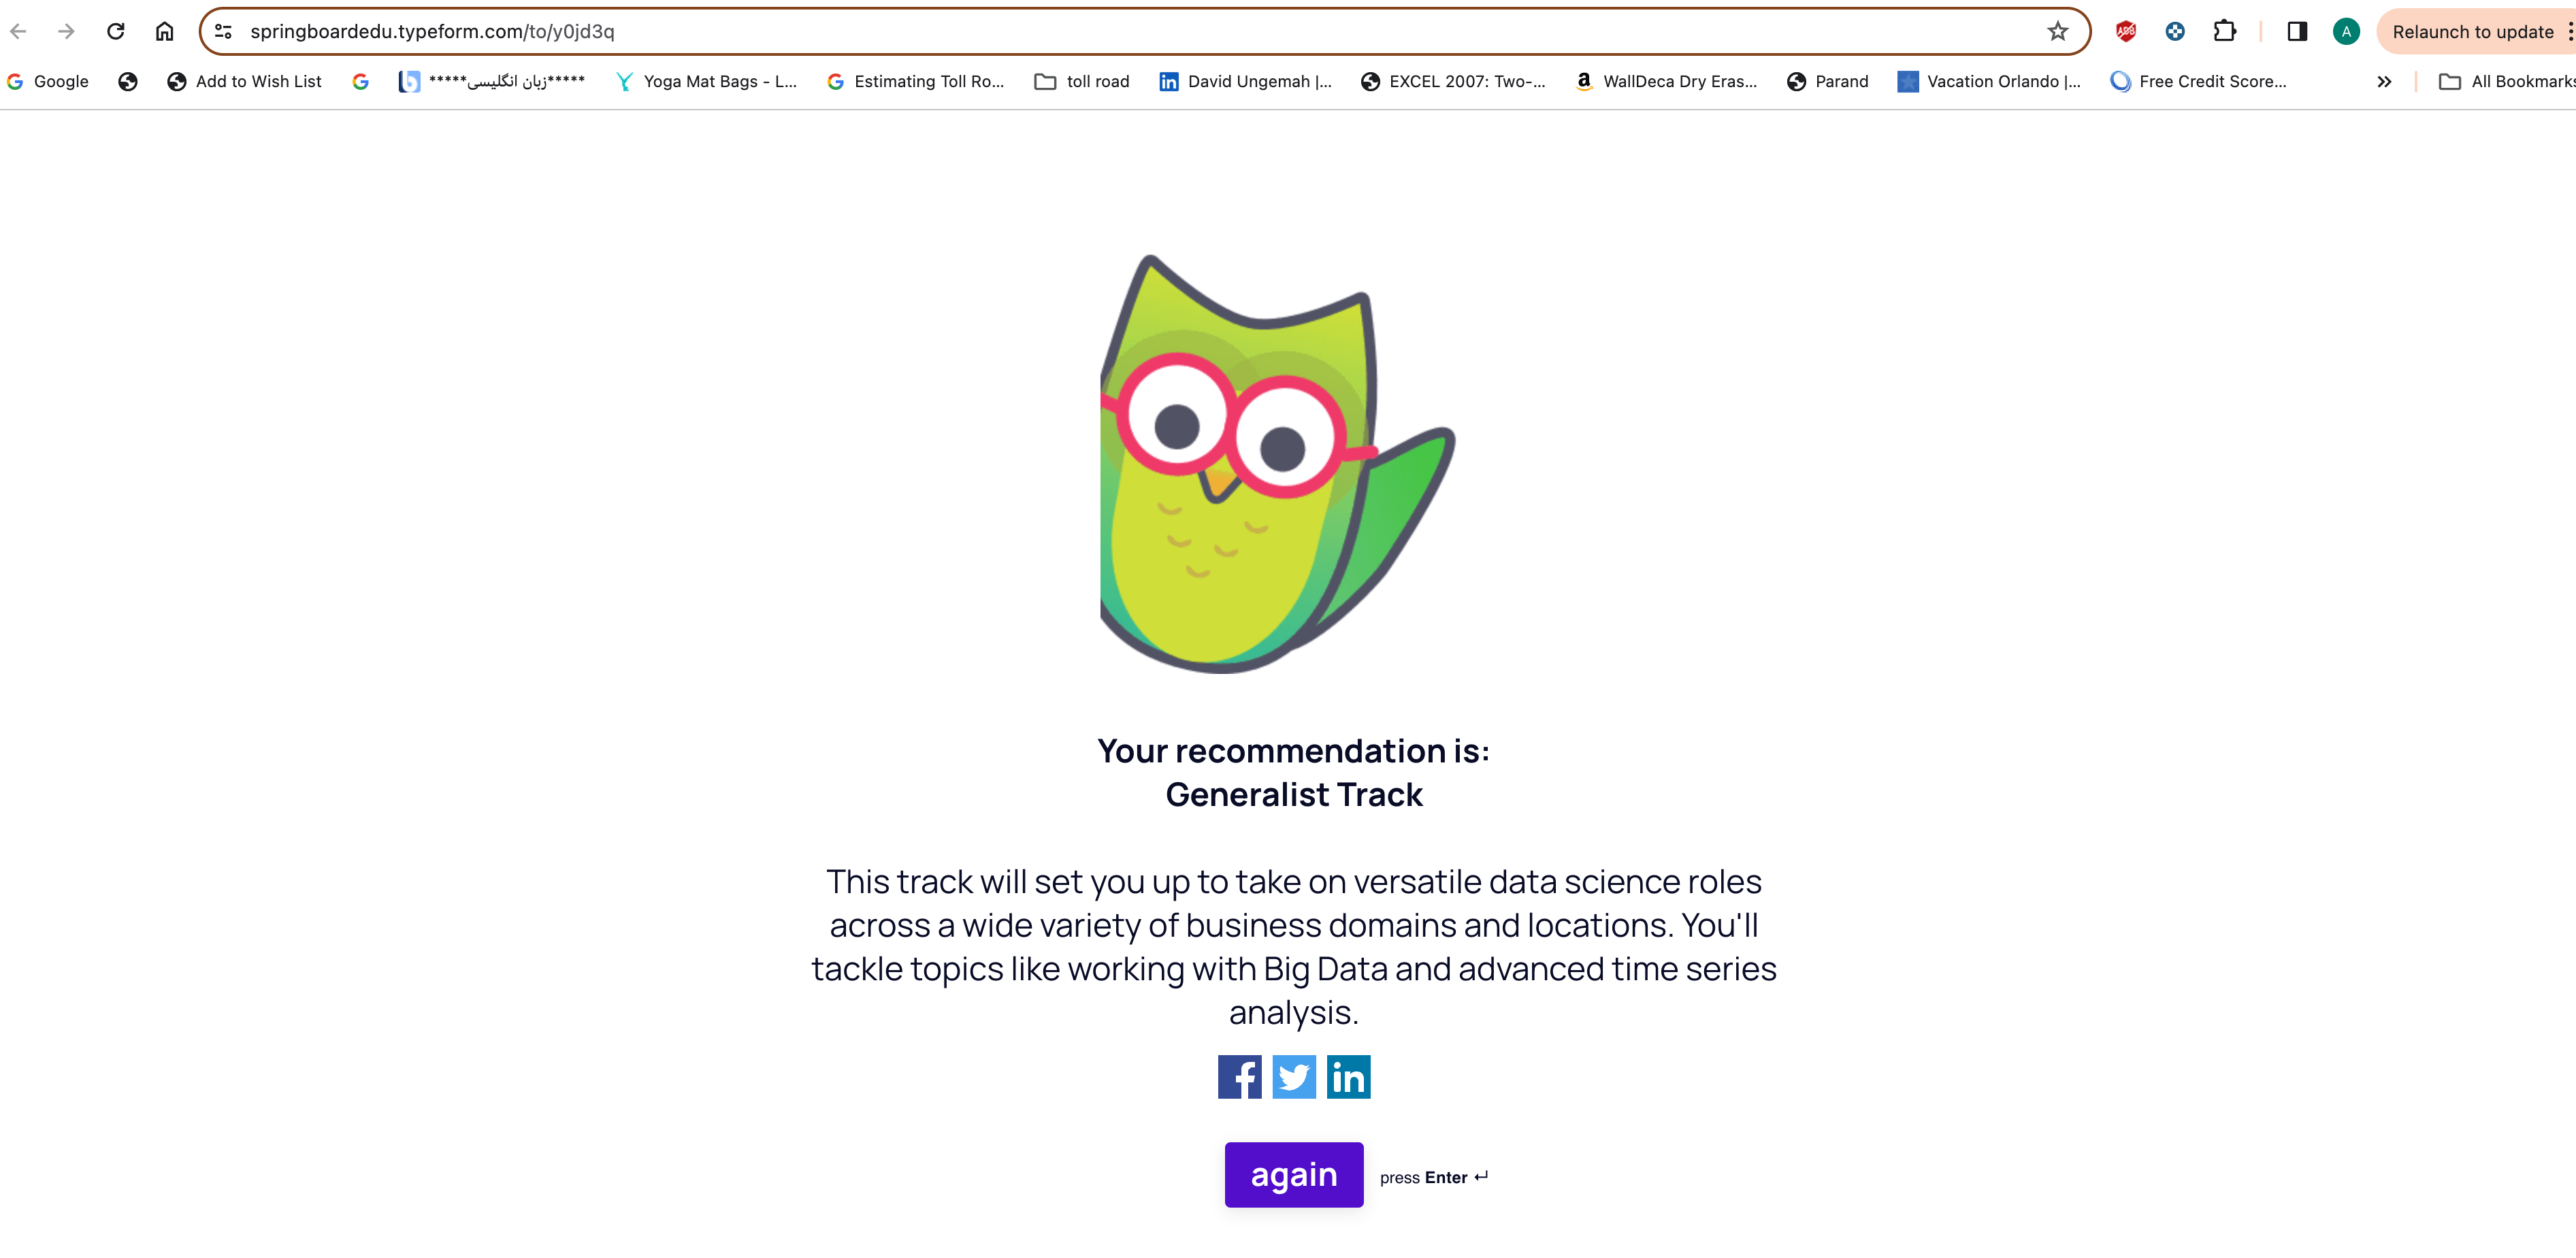 springboardedu.typeform.com/to/y0jd3q
A
Relaunch to update
Google
Add to Wish List
*****زبان انگلیسی*****
Yoga Mat Bags - L...
Estimating Toll Ro...
toll road
David Ungemah |...
EXCEL 2007: Two-...
WallDeca Dry Eras...
Parand
Vacation Orlando |...
Free Credit Score...
All Bookmarks
Your recommendation is:
Generalist Track
This track will set you up to take on versatile data science roles
across a wide variety of business domains and locations. You'll
tackle topics like working with Big Data and advanced time series
analysis.
again
press Enter ↵